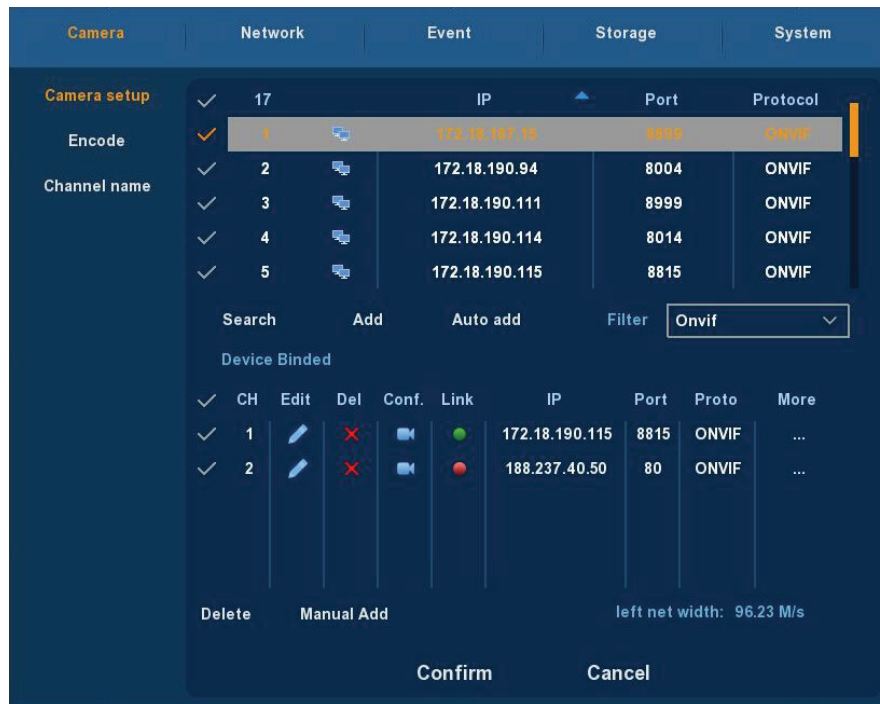 Camera Network Event Storage System
Camera setup
Encode
Channel name
17 IP Port Protocol
1 172.18.187.15 8899 ONVIF
2 172.18.190.94 8004 ONVIF
3 172.18.190.111 8999 ONVIF
4 172.18.190.114 8014 ONVIF
5 172.18.190.115 8815 ONVIF
Search Add Auto add Filter Onvif
Device Binded
CH Edit Del Conf. Link IP Port Proto More
1 172.18.190.115 8815 ONVIF ...
2 188.237.40.50 80 ONVIF ...
Delete Manual Add left net width: 96.23 M/s
Confirm Cancel